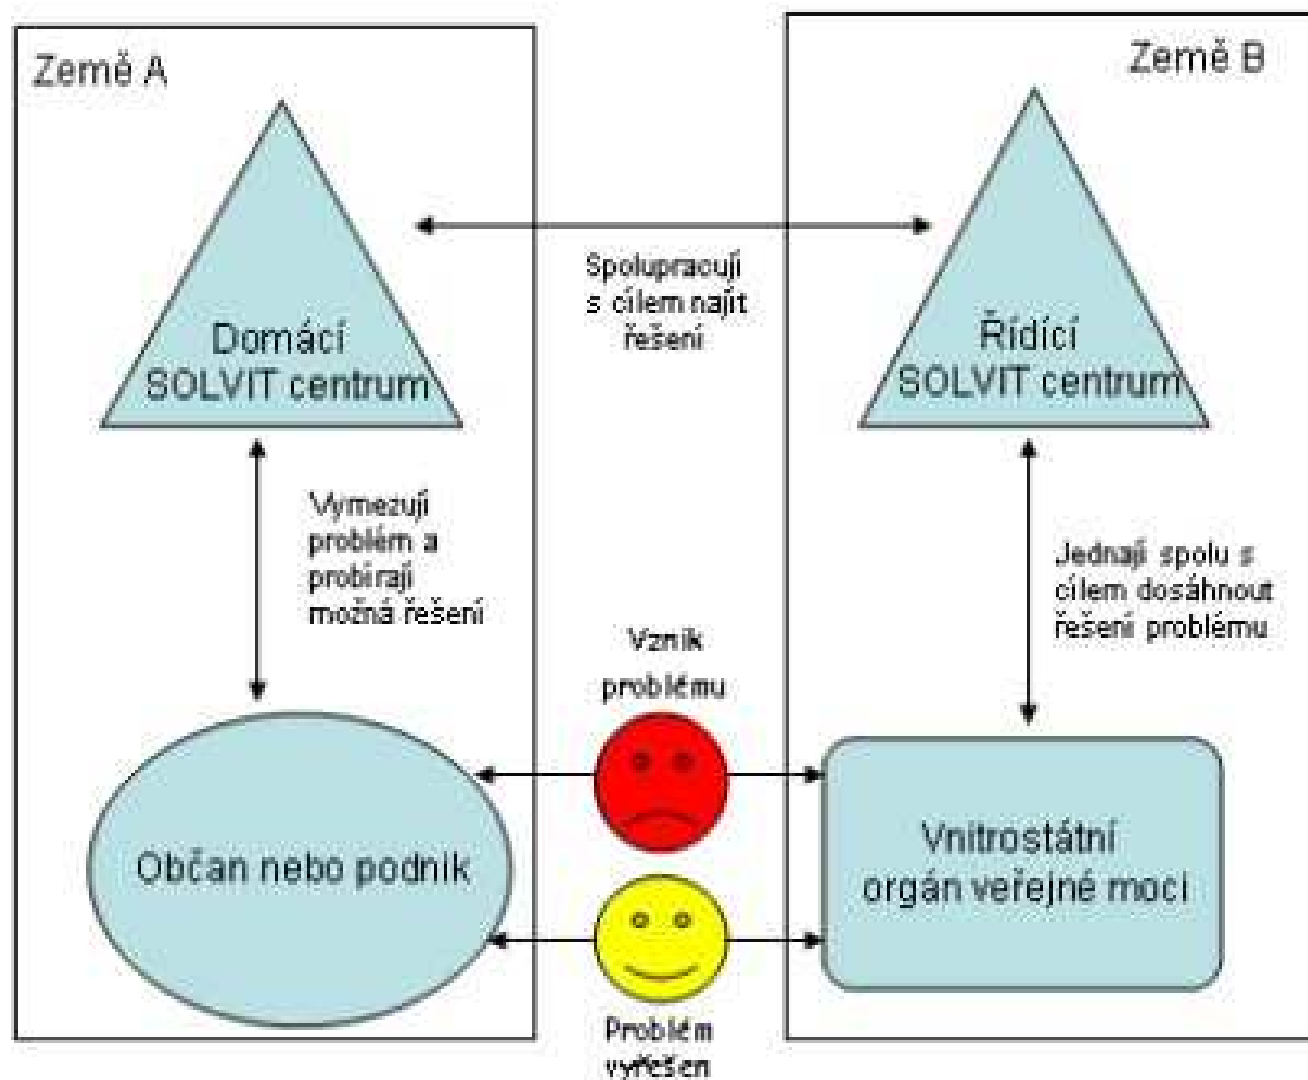 Země A
Země B
Domácí
SOLVIT centrum
Spolupracují
s cílem najít
řešení
Řídící
SOLVIT centrum
Vymezují
problém a
probírají
možná řešení
Jednají spolu s
cílem dosáhnout
řešení problému
Vznik
problému
Občan nebo podnik
Vnitrostátní
orgán veřejné moci
Problém
vyřešen